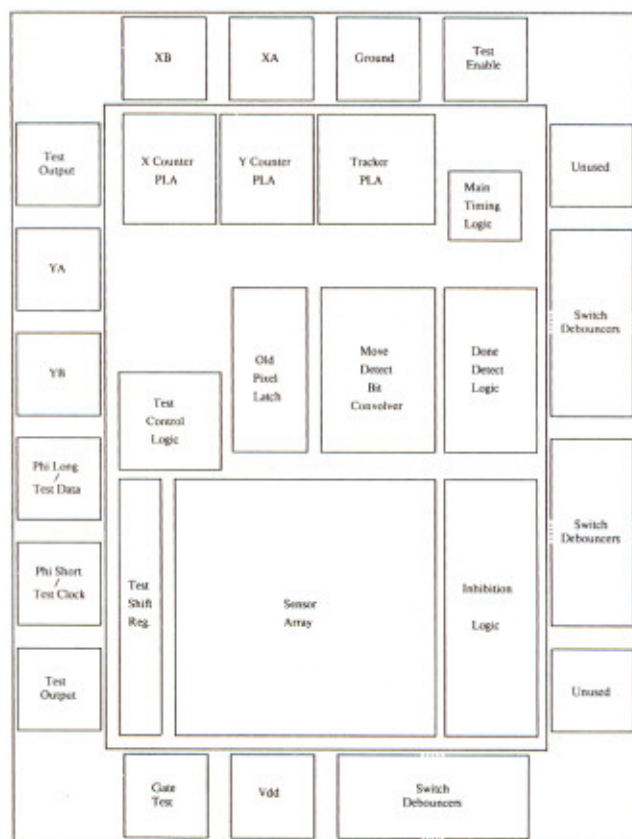 XB
XA
Ground
Test
Enable
Test
Output
X Counter
PLA
Y Counter
PLA
Tracker
PLA
Main
Timing
Logic
Unused
YA
Switch
Debouncers
YB
Old
Pixel
Latch
Move
Detect
Bit
Convolver
Done
Detect
Logic
Test
Control
Logic
Phi Long
/
Test Data
Switch
Debouncers
Phi Short
/
Test Clock
Test
Shift
Reg.
Sensor
Array
Inhibition
Logic
Test
Output
Unused
Gate
Test
Vdd
Switch
Debouncers